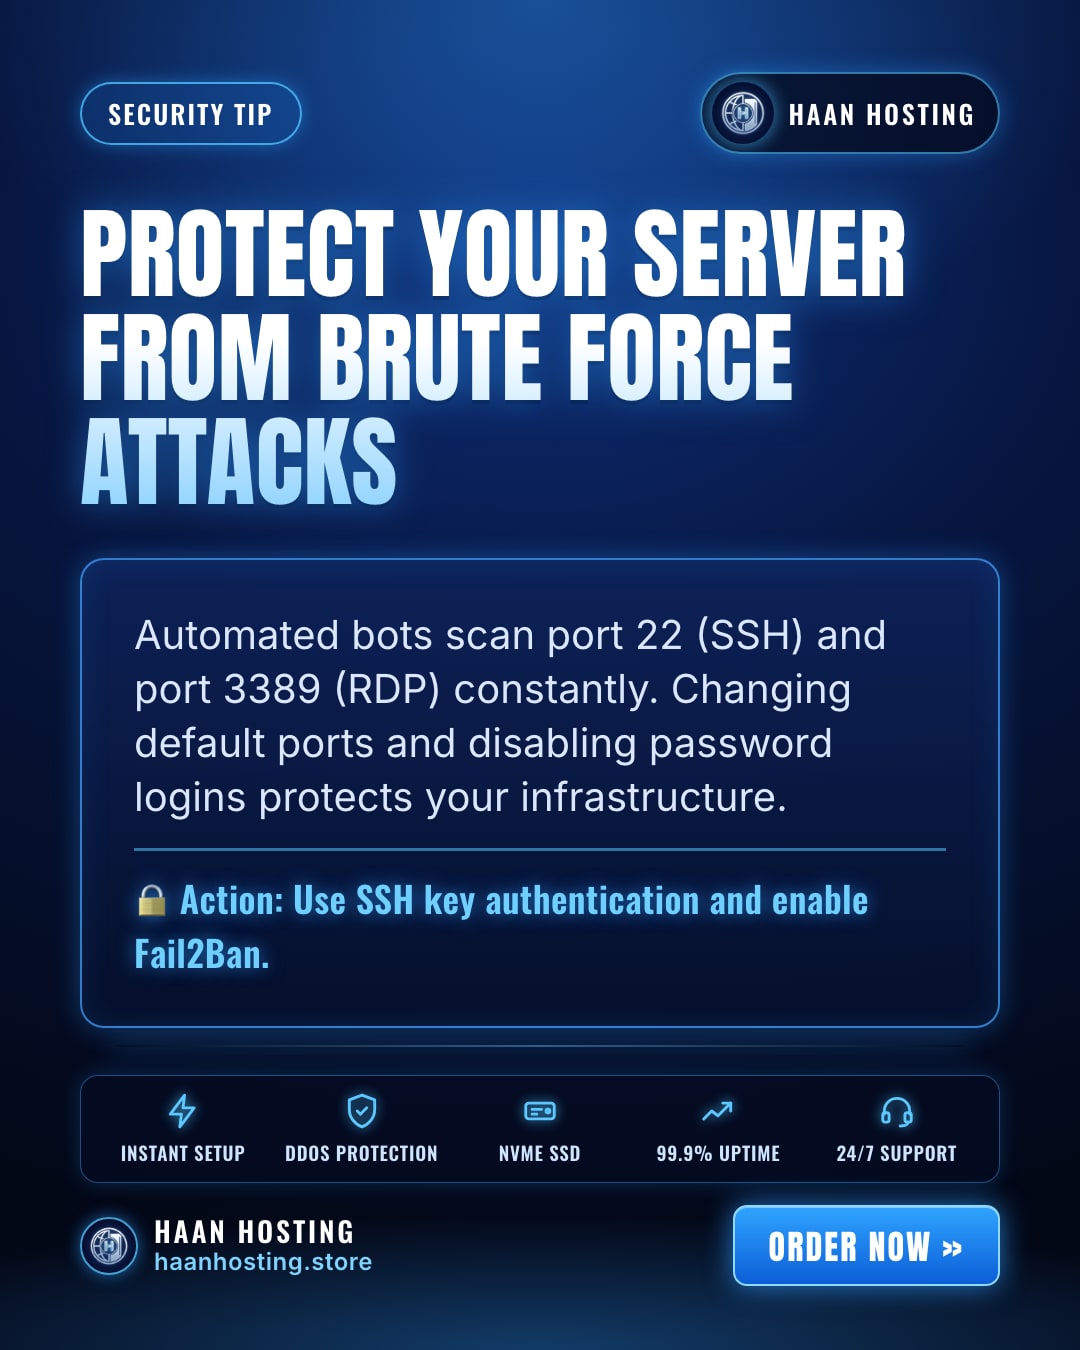 SECURITY TIP
HAAN HOSTING
PROTECT YOUR SERVER
FROM BRUTE FORCE
ATTACKS
Automated bots scan port 22 (SSH) and
port 3389 (RDP) constantly. Changing
default ports and disabling password
logins protects your infrastructure.
🔒 Action: Use SSH key authentication and enable
Fail2Ban.
INSTANT SETUP
DDOS PROTECTION
NVME SSD
99.9% UPTIME
24/7 SUPPORT
HAAN HOSTING
haanhosting.store
ORDER NOW »